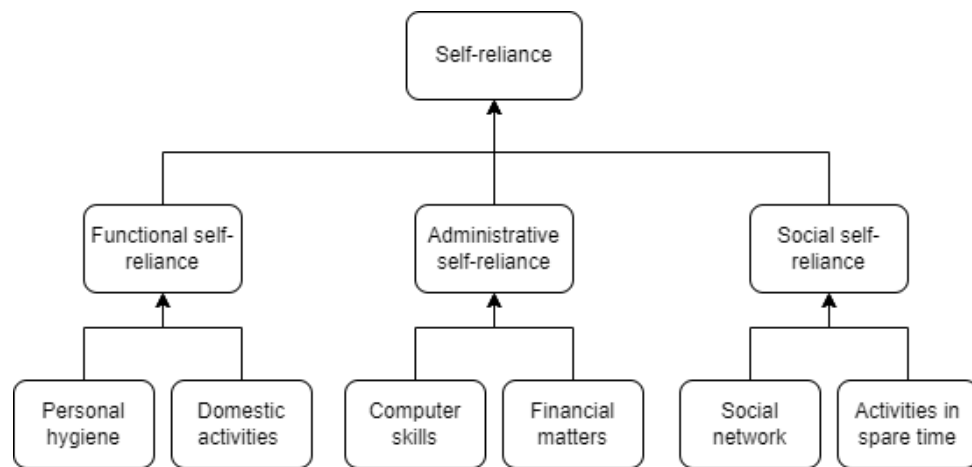 Self-reliance
Functional self-
reliance
Administrative
self-reliance
Social self-
reliance
Personal
hygiene
Domestic
activities
Computer
skills
Financial
matters
Social
network
Activities in
spare time